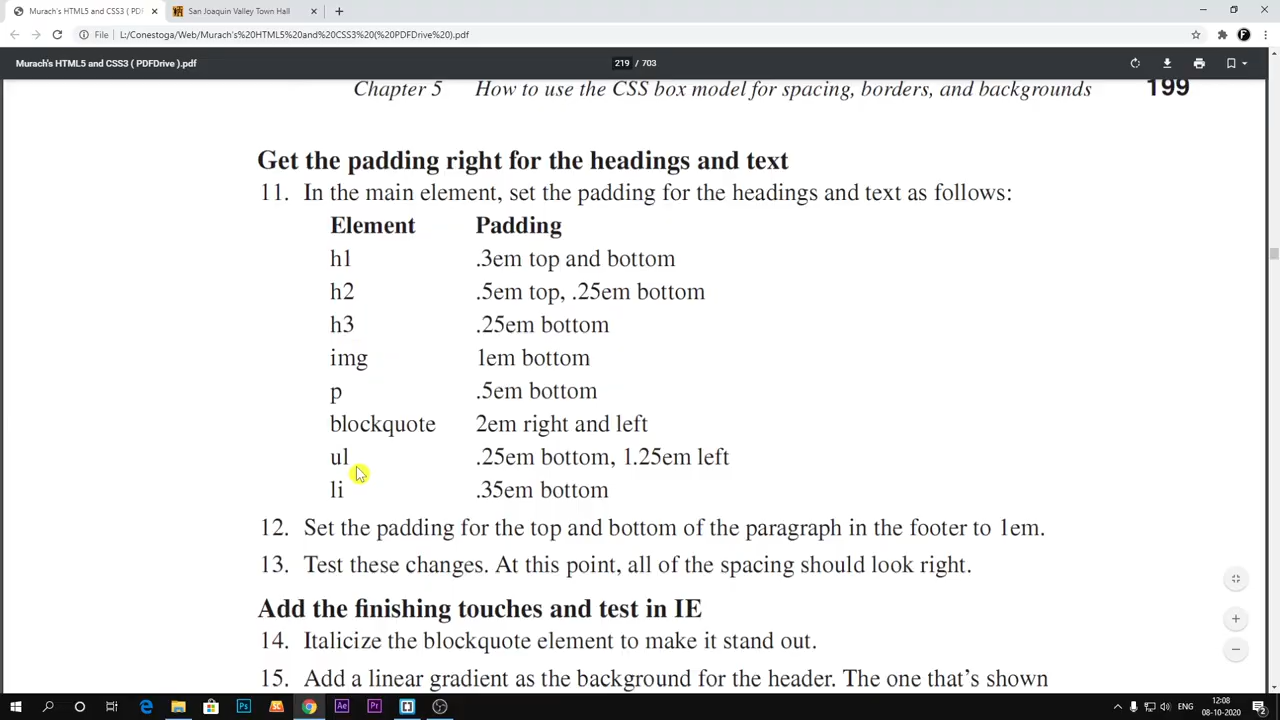 Murach's HTML5 and CSS3 ( PDF
San Joaquin Valley Town Hall
File
L:/Conestoga/Web/Murach's%20HTML5%20and%20CSS3%20(%20PDFDrive%20).pdf
Murach's HTML5 and CSS3 ( PDFDrive ).pdf
219 / 703
Chapter 5 How to use the CSS box model for spacing, borders, and backgrounds 199
Get the padding right for the headings and text
11. In the main element, set the padding for the headings and text as follows:
Element Padding
h1 .3em top and bottom
h2 .5em top, .25em bottom
h3 .25em bottom
img 1em bottom
p .5em bottom
blockquote 2em right and left
ul .25em bottom, 1.25em left
li .35em bottom
12. Set the padding for the top and bottom of the paragraph in the footer to 1em.
13. Test these changes. At this point, all of the spacing should look right.
Add the finishing touches and test in IE
14. Italicize the blockquote element to make it stand out.
15. Add a linear gradient as the background for the header. The one that's shown
Ps
Ae
Pr
ENG
12:08
08-10-2020
2